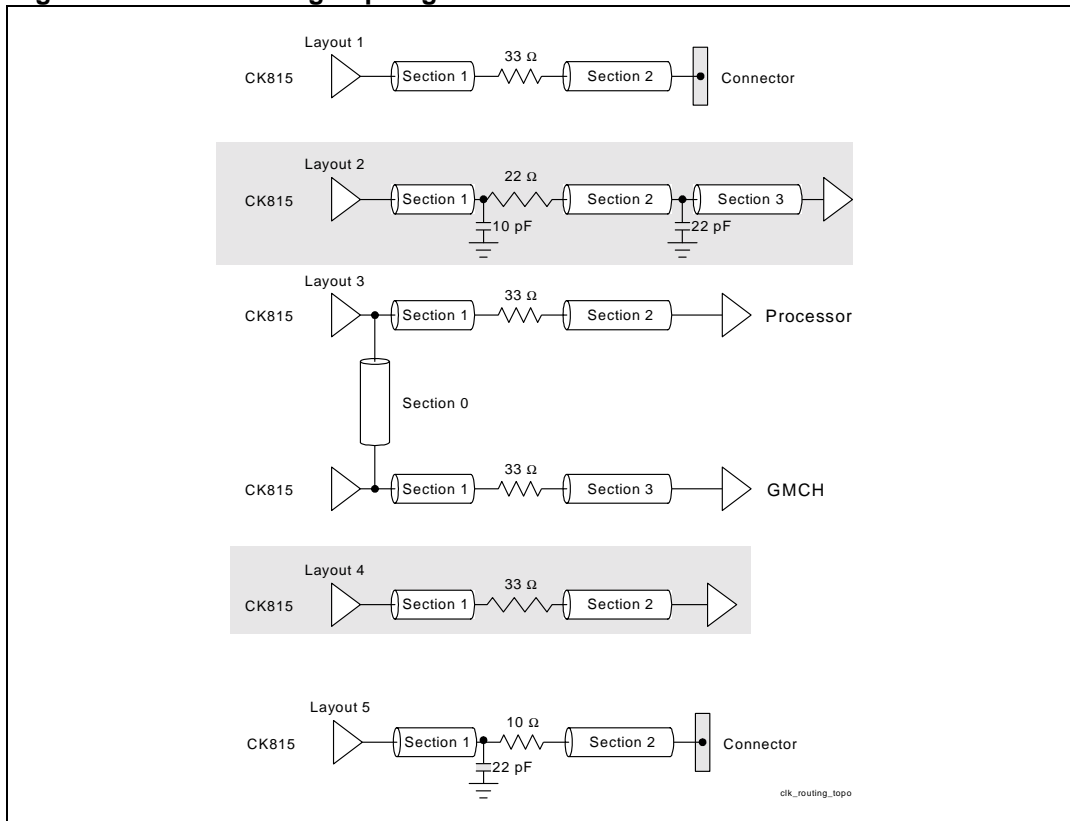 Layout 1
33 Ω
CK815
Section 1
Section 2
Connector
Layout 2
22 Ω
CK815
Section 1
Section 2
Section 3
10 pF
22 pF
Layout 3
33 Ω
CK815
Section 1
Section 2
Processor
Section 0
33 Ω
CK815
Section 1
Section 3
GMCH
Layout 4
33 Ω
CK815
Section 1
Section 2
Layout 5
10 Ω
CK815
Section 1
Section 2
Connector
22 pF
clk_routing_topo